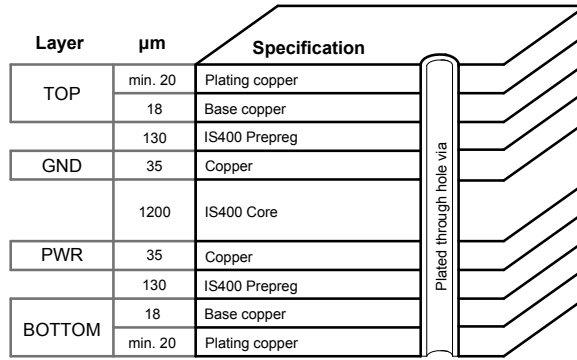 Layer µm Specification
TOP min. 20 Plating copper
18 Base copper
130 IS400 Prepreg
GND 35 Copper
1200 IS400 Core
PWR 35 Copper
130 IS400 Prepreg
BOTTOM 18 Base copper
min. 20 Plating copper
Plated through hole via